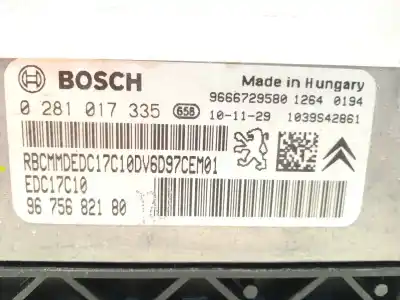 BOSCH
Made in Hungary
0 281 017 335 658
9666729580 1264 0194
10-11-29 1039S42861
RBCMMDEDC17C10DV6D97CEM01
EDC17C10
96 756 821 80